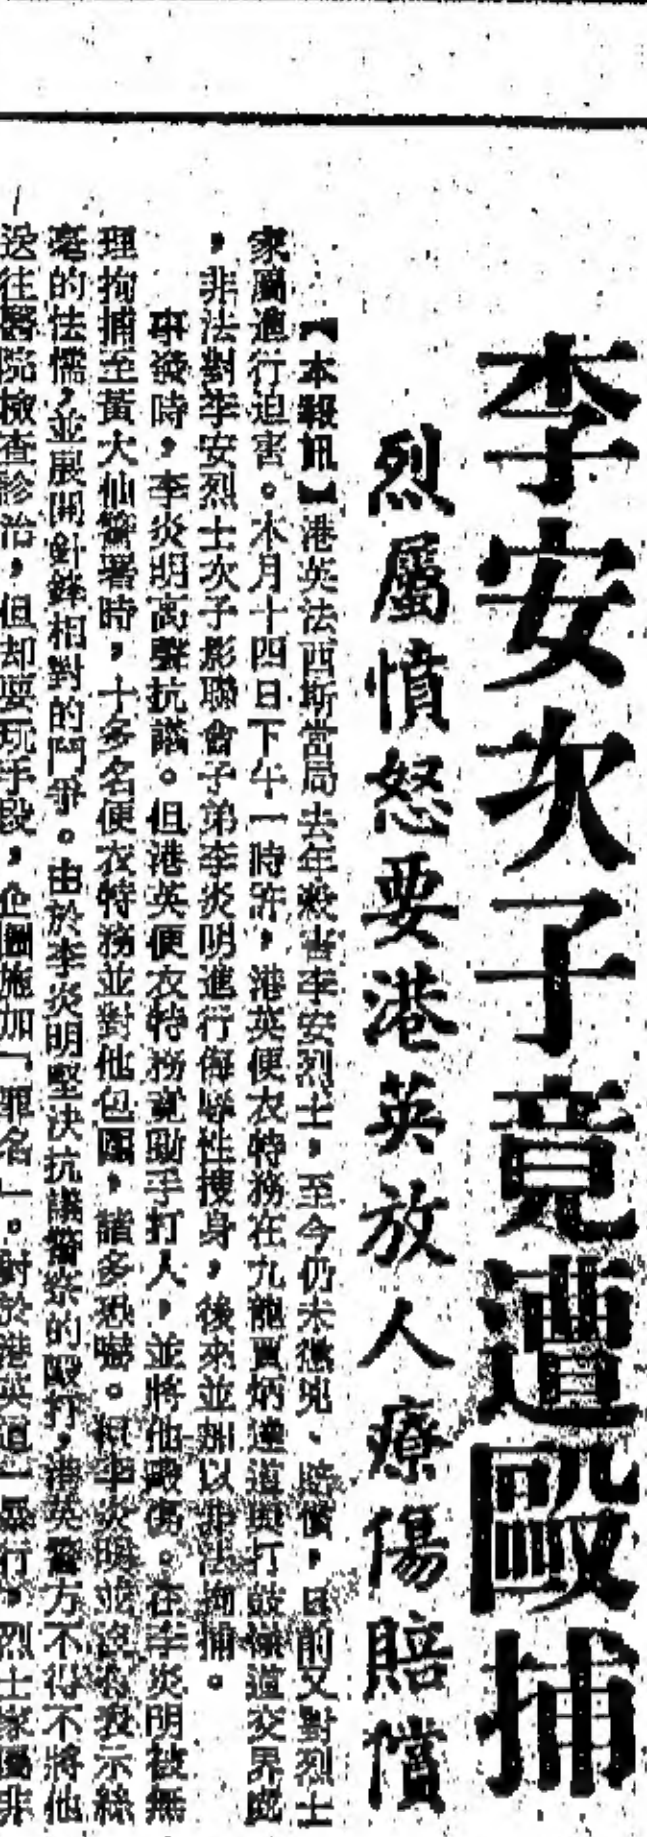 李安次子竟遭毆捕
烈屬憤怒要港英放人療傷賠償
【本報訊】港英法西斯當局去年殺害李安烈士，至今仍未懲兇、賠償，日前又對烈士
家屬進行迫害。本月十四日下午一時許，港英便衣特務在九龍賈炳達道與打鼓嶺道交界處
，非法對李安烈士次子影聯會子弟李炎明進行侮辱性搜身，後來並加以非法拘捕。
事發時，李炎明高聲抗議。但港英便衣特務竟動手打人，並將他毆傷。在李炎明被無
理拘捕至黃大仙警署時，十多名便衣特務並對他包圍，諸多恐嚇。但李炎明並沒有表示絲
毫的怯懦，並展開針鋒相對的鬥爭。由於李炎明堅決抗議警察的毆打，港英警方不得不將他
送往醫院檢查診治，但却耍玩手段，企圖施加「罪名」。對於港英這一暴行，烈士家屬非